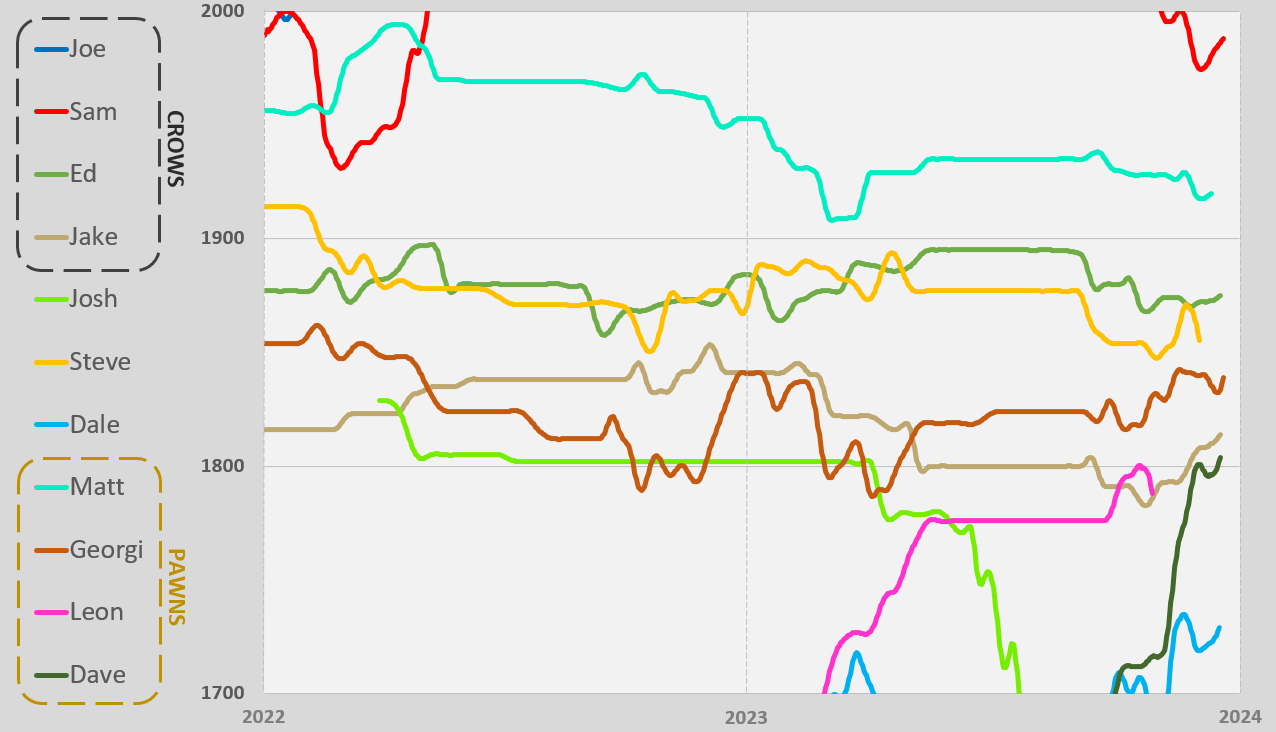 2000
1900
1800
1700
2022
2023
2024
Joe
Sam
Ed
Jake
CROWS
Josh
Steve
Dale
Matt
Georgi
Leon
Dave
PAWNS